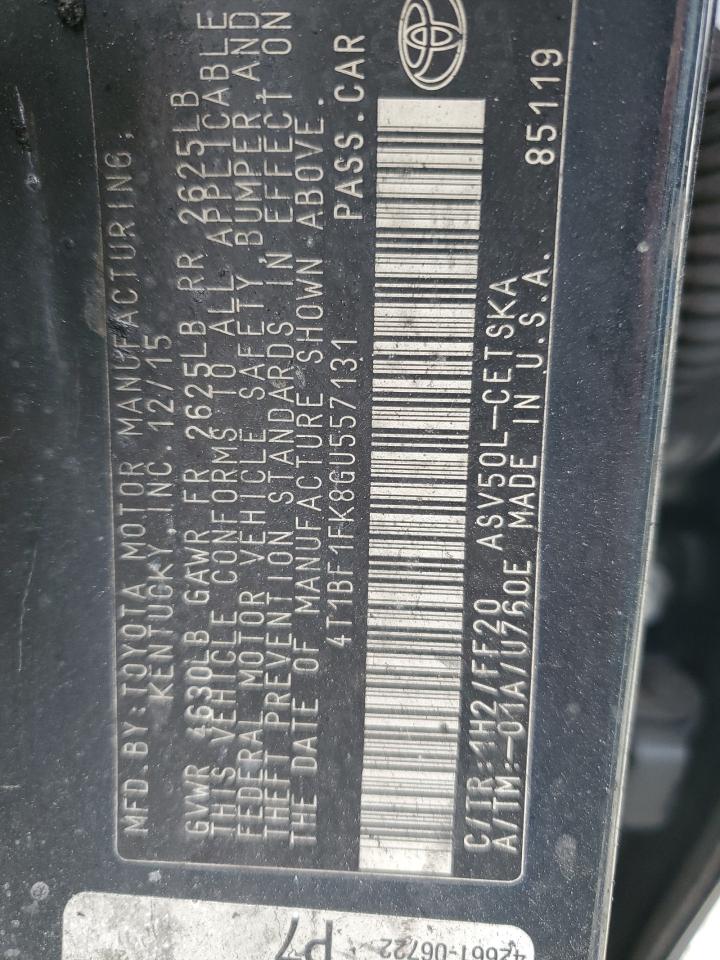 MFD BY:TOYOTA MOTOR MANUFACTURING,
KENTUCKY,INC. 12/15
GVWR 4630LB GAWR FR 2625LB RR 2625LB
THIS VEHICLE CONFORMS TO ALL APPLICABLE
FEDERAL MOTOR VEHICLE SAFETY, BUMPER AND
THEFT PREVENTION STANDARDS IN EFFECT ON
THE DATE OF MANUFACTURE SHOWN ABOVE.
4T1BF1FK8GU557131 PASS.CAR
C/TR:1H2/FF20 ASV50L-CETSKA
A/TM:-01A/U760E MADE IN U.S.A. 85119
42661-06722
P7